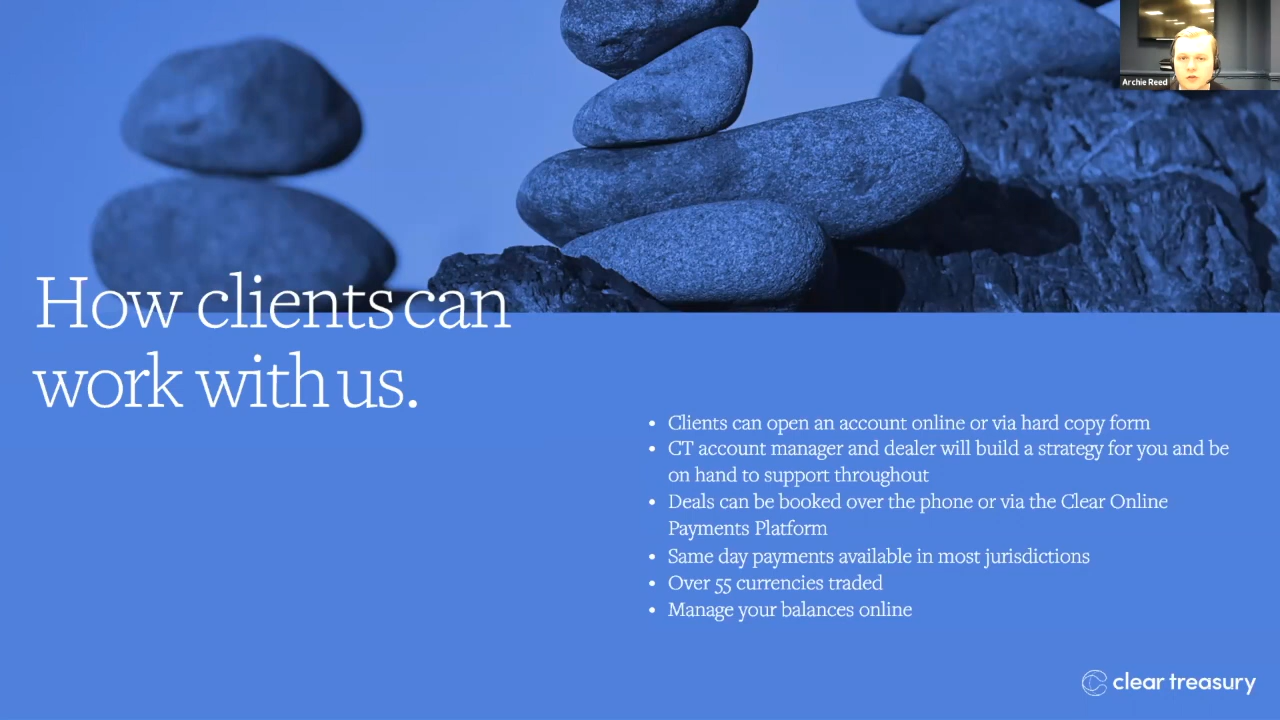 Archie Reed
How clients can
work with us.
• Clients can open an account online or via hard copy form
• CT account manager and dealer will build a strategy for you and be
on hand to support throughout
• Deals can be booked over the phone or via the Clear Online
Payments Platform
• Same day payments available in most jurisdictions
• Over 55 currencies traded
• Manage your balances online
clear treasury